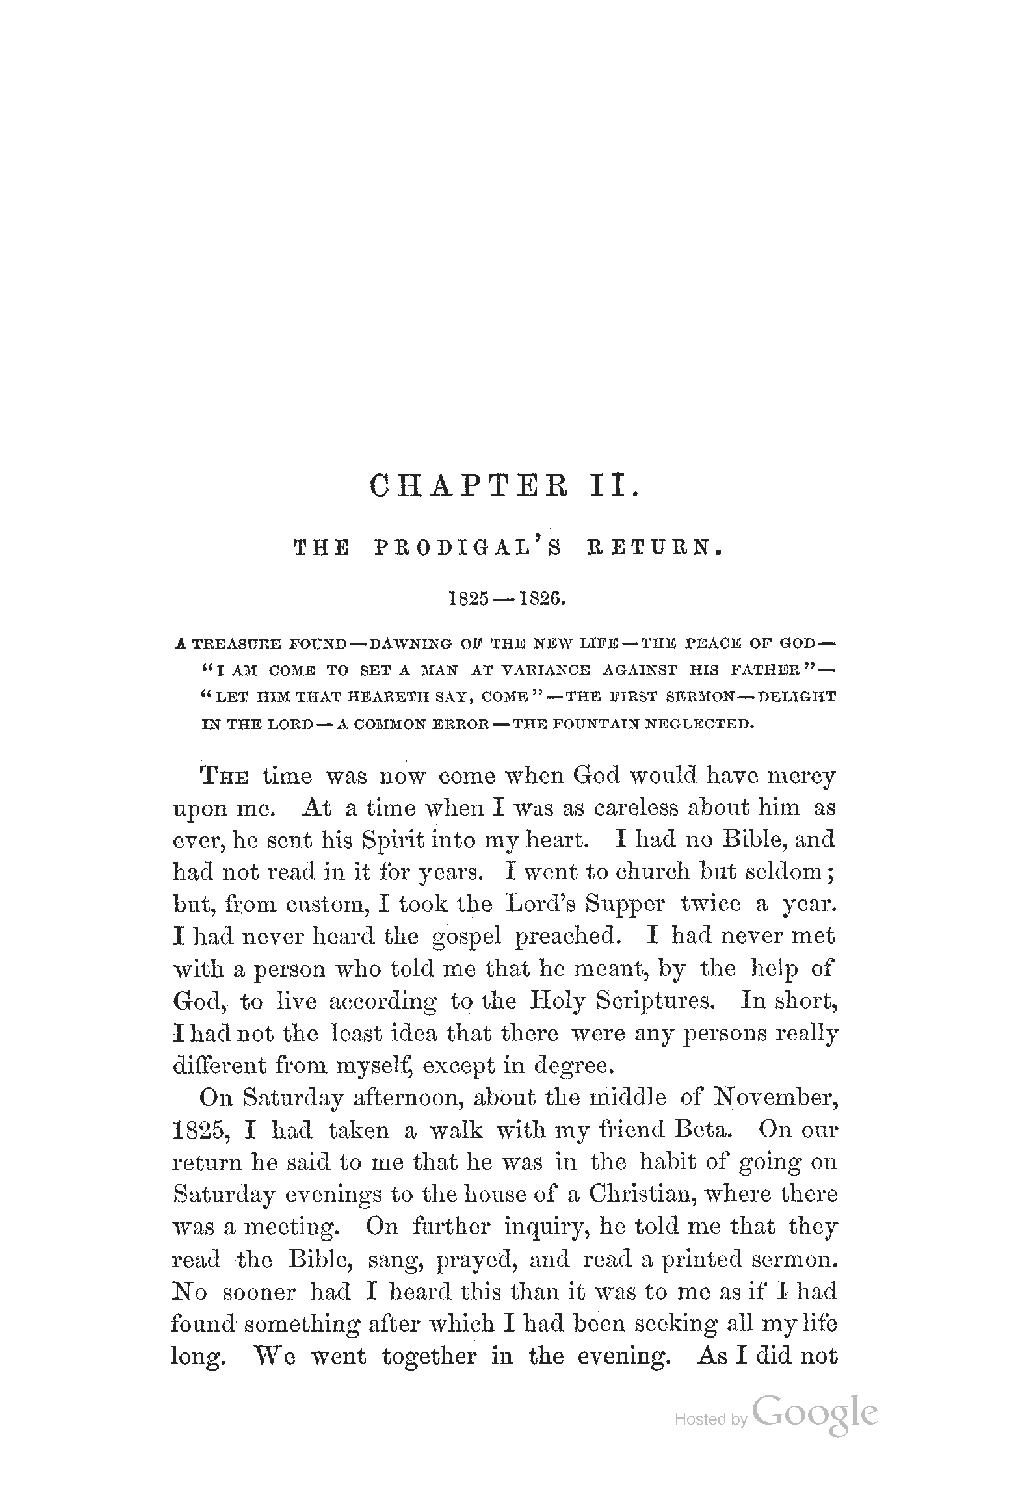 CHAPTER II.
THE PRODIGAL'S RETURN.
1825—1826.
A TREASURE FOUND—DAWNING OF THE NEW LIFE—THE PEACE OF GOD—
"I AM COME TO SET A MAN AT VARIANCE AGAINST HIS FATHER"—
"LET HIM THAT HEARETH SAY, COME"—THE FIRST SERMON—DELIGHT
IN THE LORD—A COMMON ERROR—THE FOUNTAIN NEGLECTED.
THE time was now come when God would have mercy
upon me. At a time when I was as careless about him as
ever, he sent his Spirit into my heart. I had no Bible, and
had not read in it for years. I went to church but seldom;
but, from custom, I took the Lord's Supper twice a year.
I had never heard the gospel preached. I had never met
with a person who told me that he meant, by the help of
God, to live according to the Holy Scriptures. In short,
I had not the least idea that there were any persons really
different from myself, except in degree.
On Saturday afternoon, about the middle of November,
1825, I had taken a walk with my friend Beta. On our
return he said to me that he was in the habit of going on
Saturday evenings to the house of a Christian, where there
was a meeting. On further inquiry, he told me that they
read the Bible, sang, prayed, and read a printed sermon.
No sooner had I heard this than it was to me as if I had
found something after which I had been seeking all my life
long. We went together in the evening. As I did not
Hosted by Google